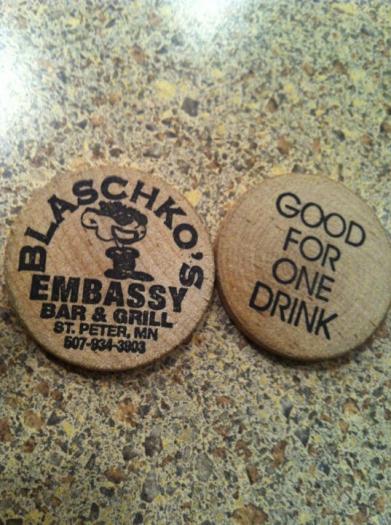 BLASCHKO'S
EMBASSY
BAR & GRILL
ST. PETER, MN
507-934-3903
GOOD
FOR
ONE
DRINK